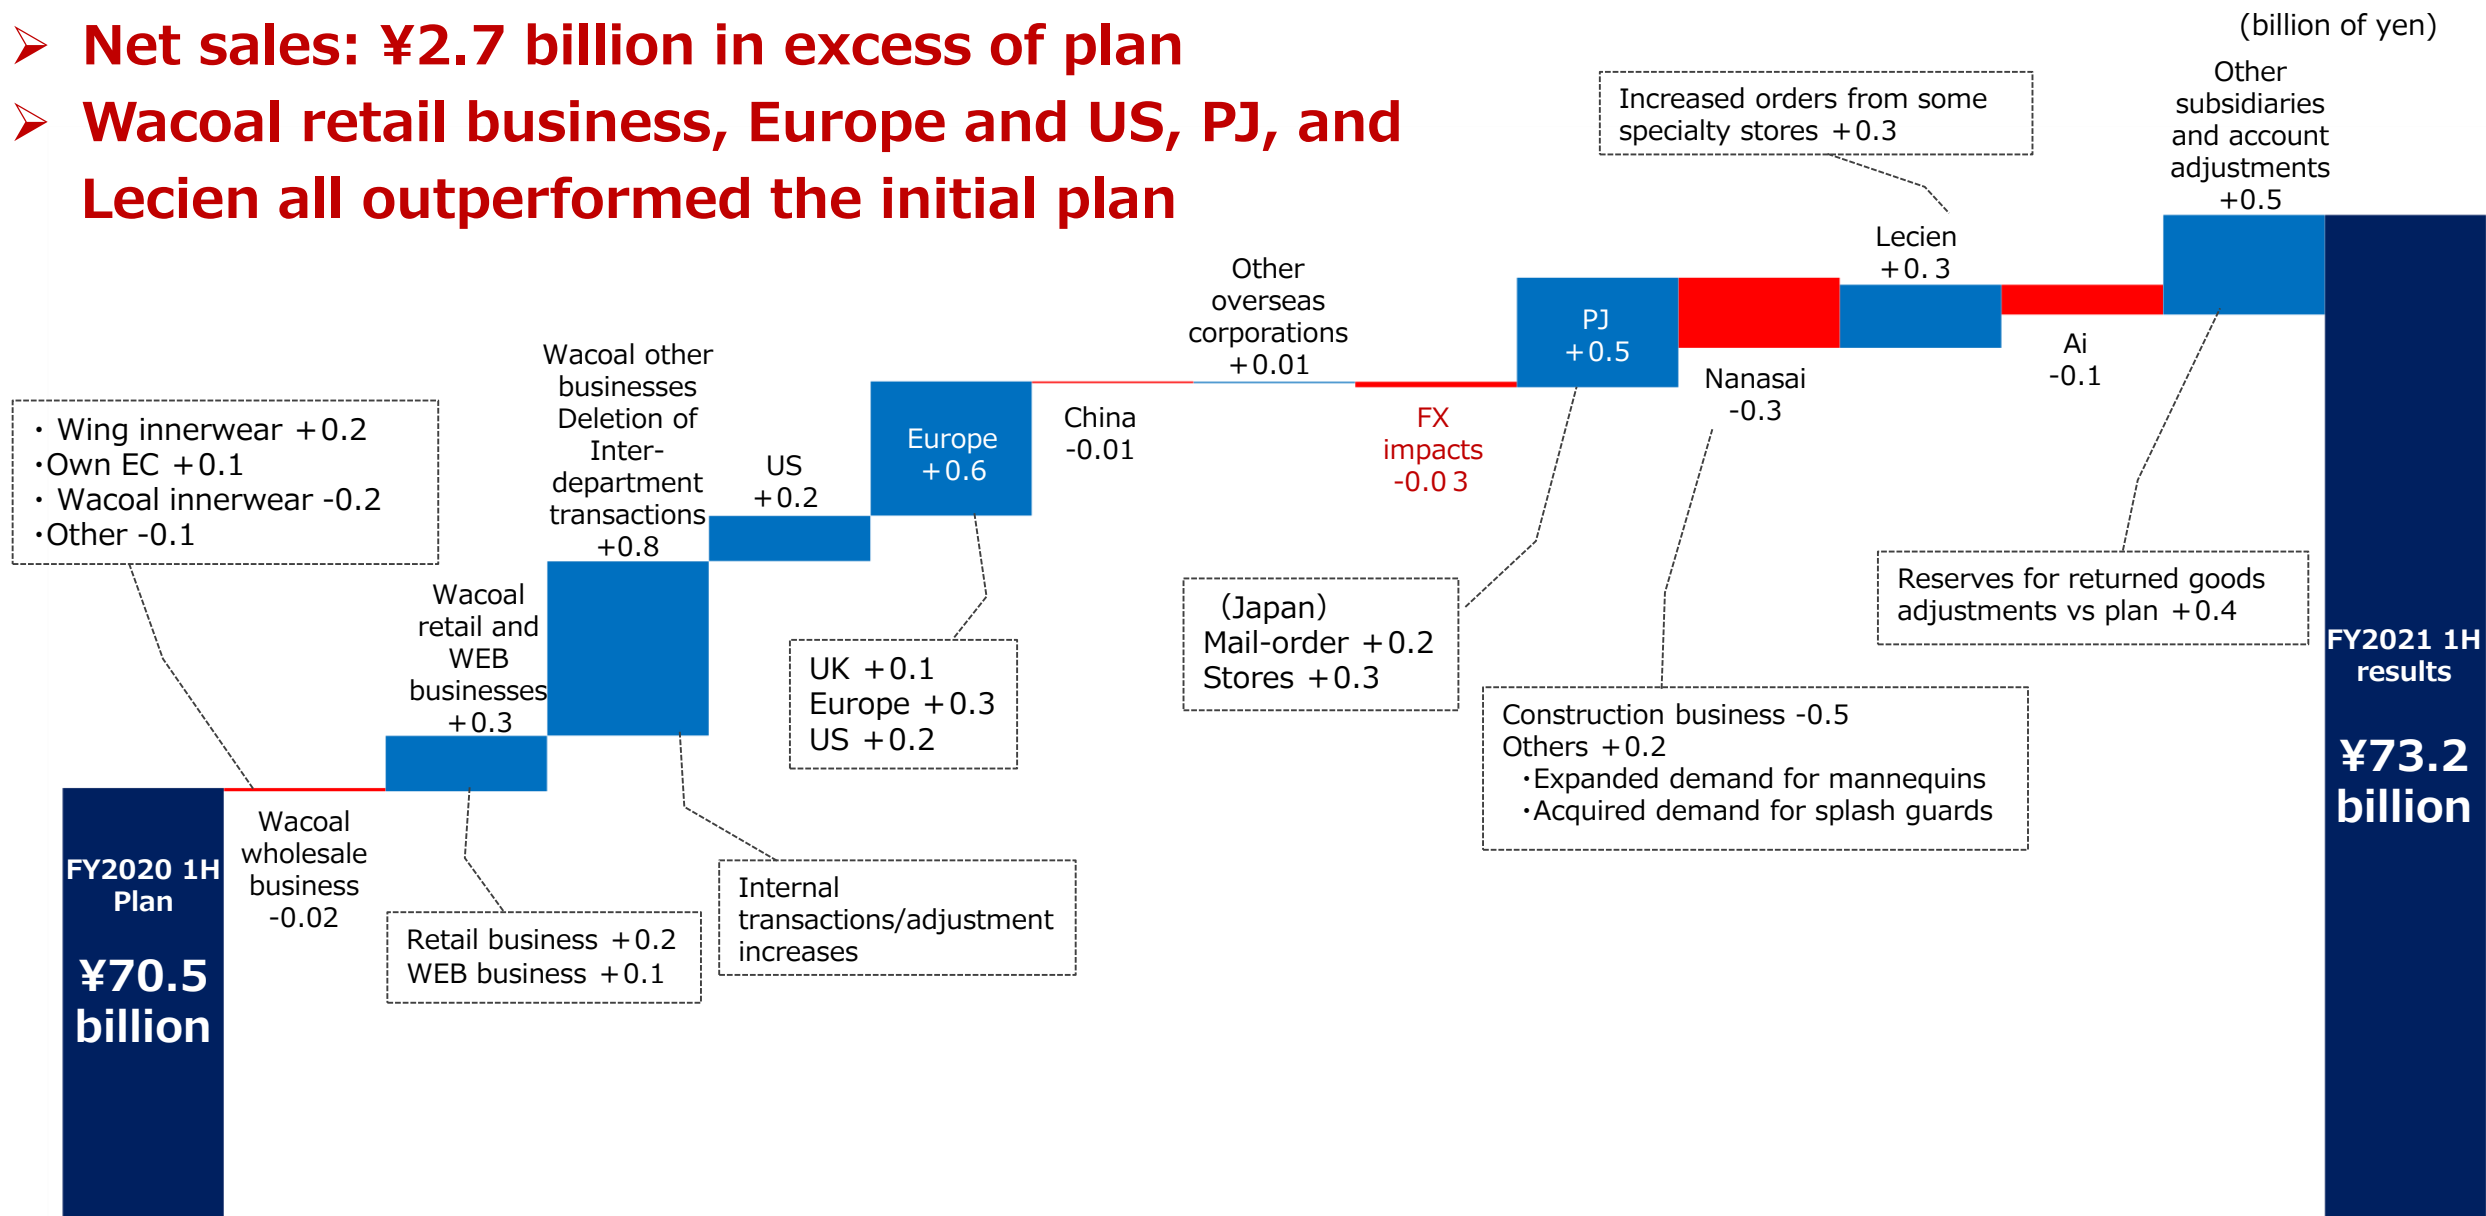 ➢ Net sales: ¥2.7 billion in excess of plan
➢ Wacoal retail business, Europe and US, PJ, and
Lecien all outperformed the initial plan
(billion of yen)
FY2020 1H
Plan
¥70.5
billion
・ Wing innerwear +0.2
・Own EC +0.1
・ Wacoal innerwear -0.2
・Other -0.1
Wacoal
wholesale
business
-0.02
Wacoal
retail and
WEB
businesses
+0.3
Retail business +0.2
WEB business +0.1
Wacoal other
businesses
Deletion of
Inter-
department
transactions
+0.8
Internal
transactions/adjustment
increases
US
+0.2
Europe
+0.6
UK +0.1
Europe +0.3
US +0.2
China
-0.01
Other
overseas
corporations
+0.01
FX
impacts
-0.03
PJ
+0.5
（Japan）
Mail-order +0.2
Stores +0.3
Nanasai
-0.3
Construction business -0.5
Others +0.2
・Expanded demand for mannequins
・Acquired demand for splash guards
Increased orders from some
specialty stores +0.3
Lecien
+0.3
Ai
-0.1
Other
subsidiaries
and account
adjustments
+0.5
Reserves for returned goods
adjustments vs plan +0.4
FY2021 1H
results
¥73.2
billion